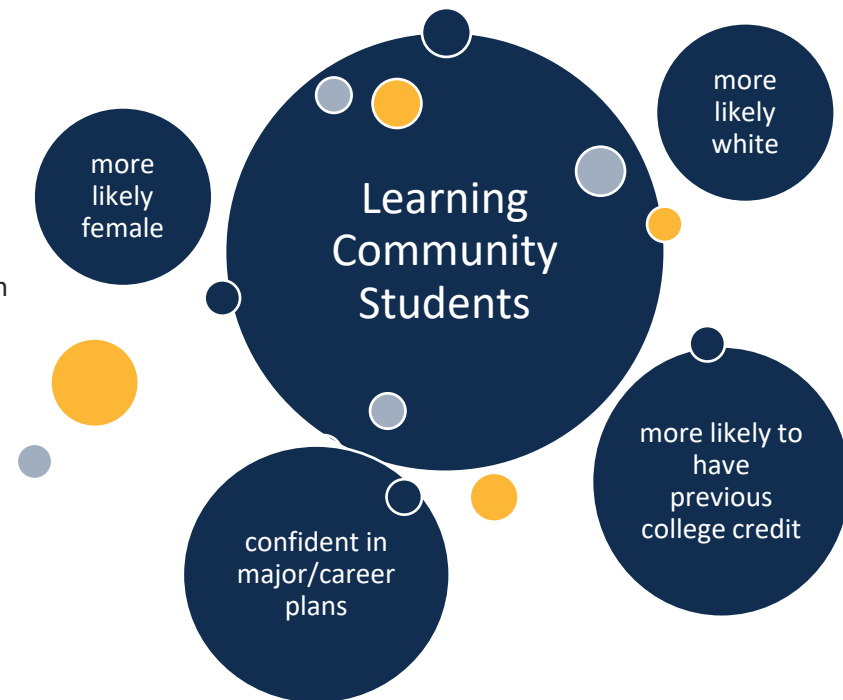 more
likely
white
more
likely
female
Learning
Community
Students
n
more likely to
have
previous
college credit
confident in
major/career
plans